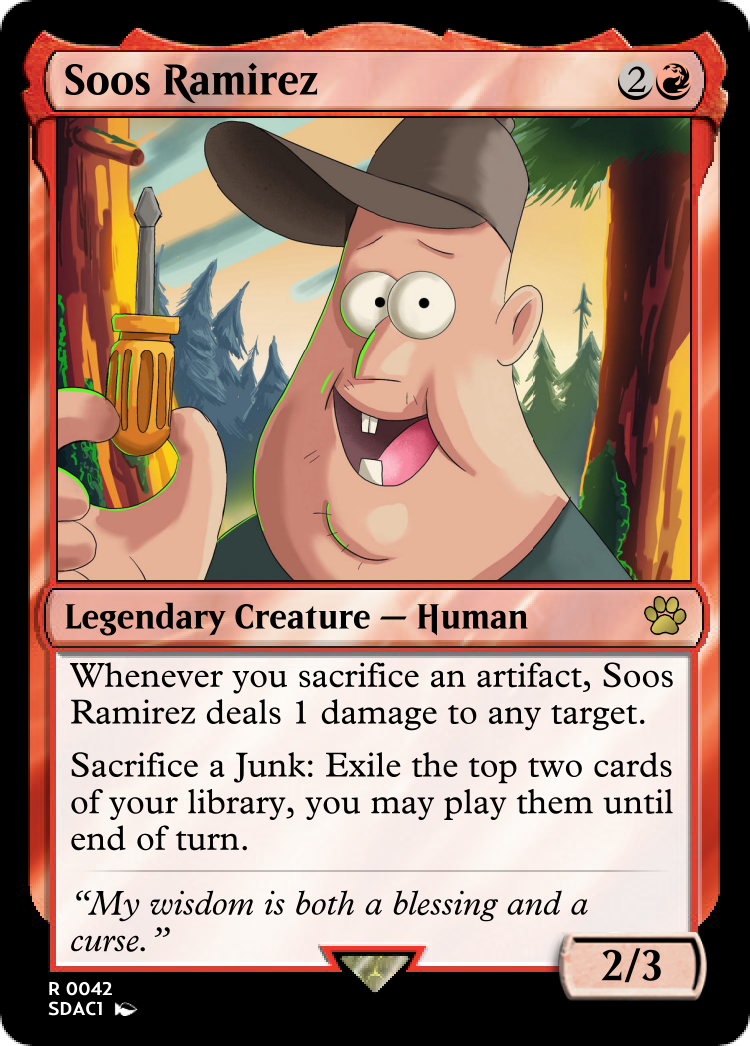 Soos Ramirez 2
Legendary Creature — Human
Whenever you sacrifice an artifact, Soos
Ramirez deals 1 damage to any target.
Sacrifice a Junk: Exile the top two cards
of your library, you may play them until
end of turn.
“My wisdom is both a blessing and a
curse.”
2/3
R 0042
SDAC1